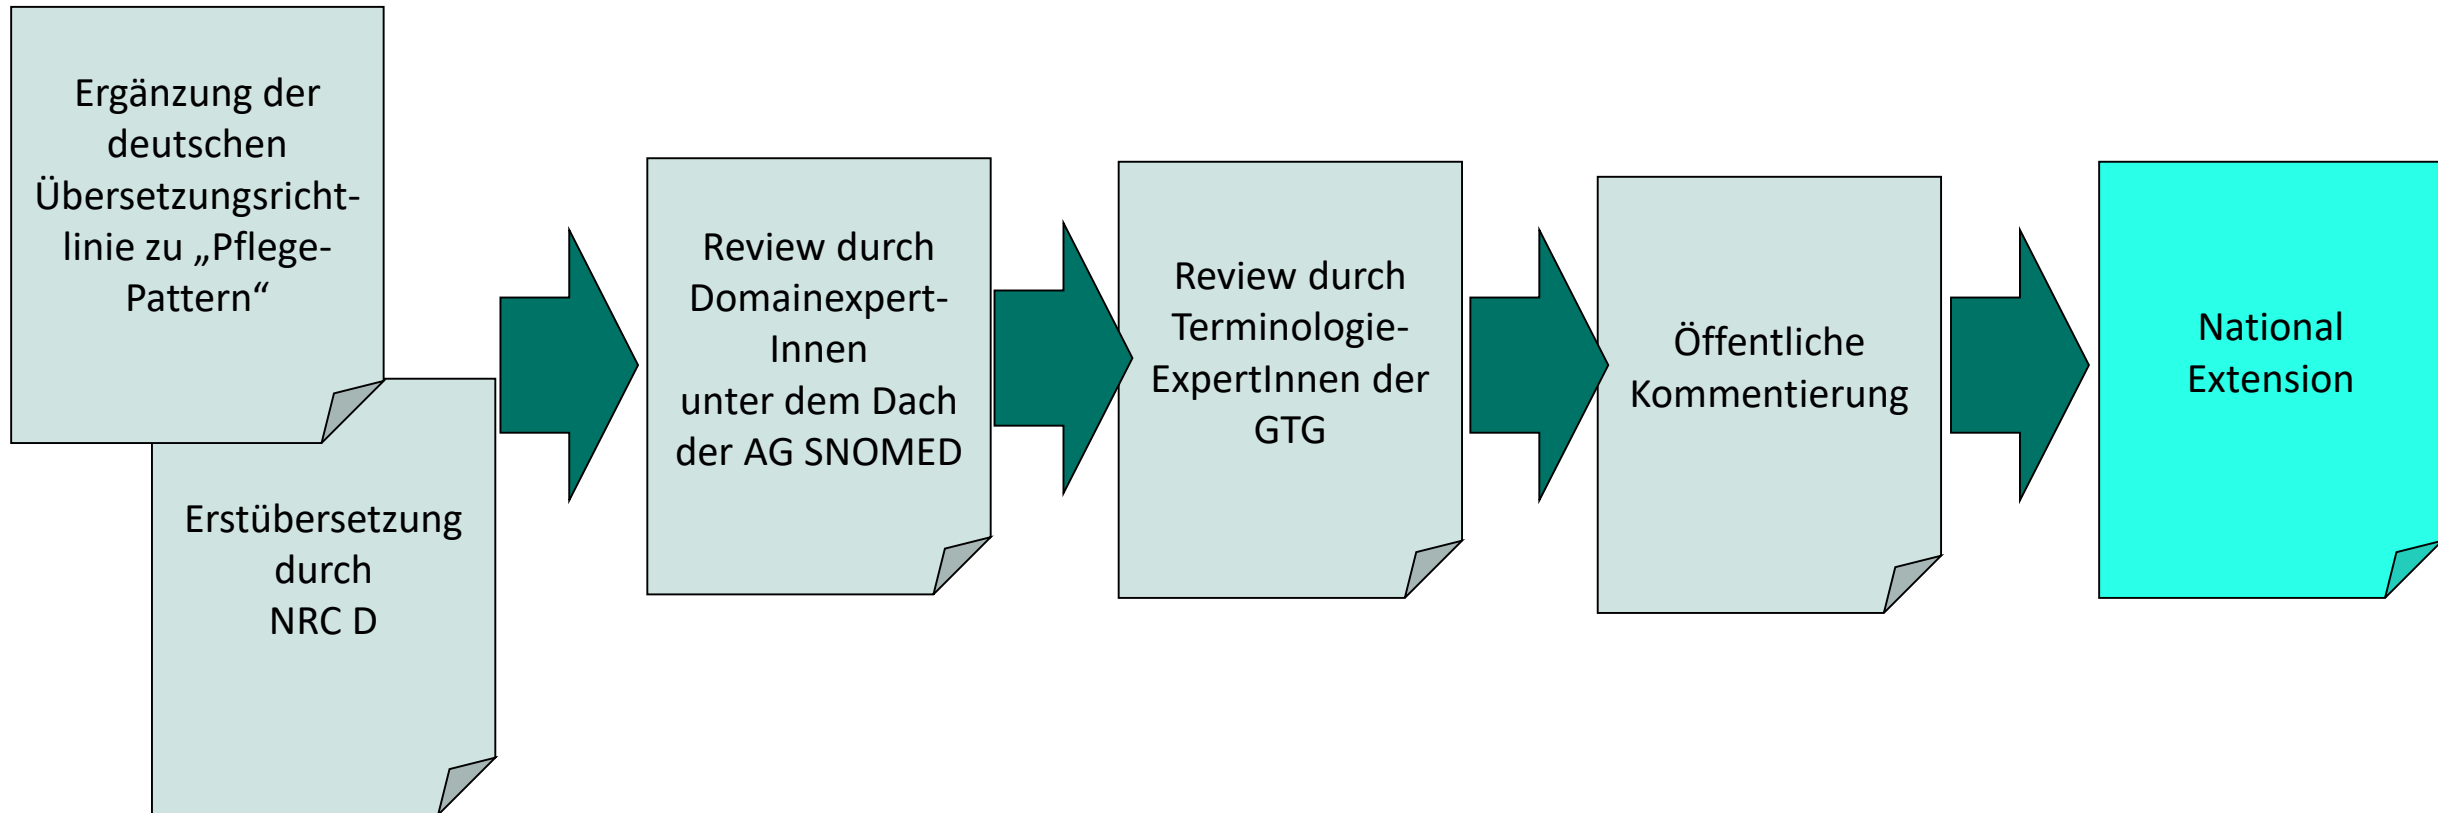 Ergänzung der
deutschen
Übersetzungsricht-
linie zu „Pflege-
Pattern“
Erstübersetzung
durch
NRC D
Review durch
Domainexpert-
Innen
unter dem Dach
der AG SNOMED
Review durch
Terminologie-
ExpertInnen der
GTG
Öffentliche
Kommentierung
National
Extension